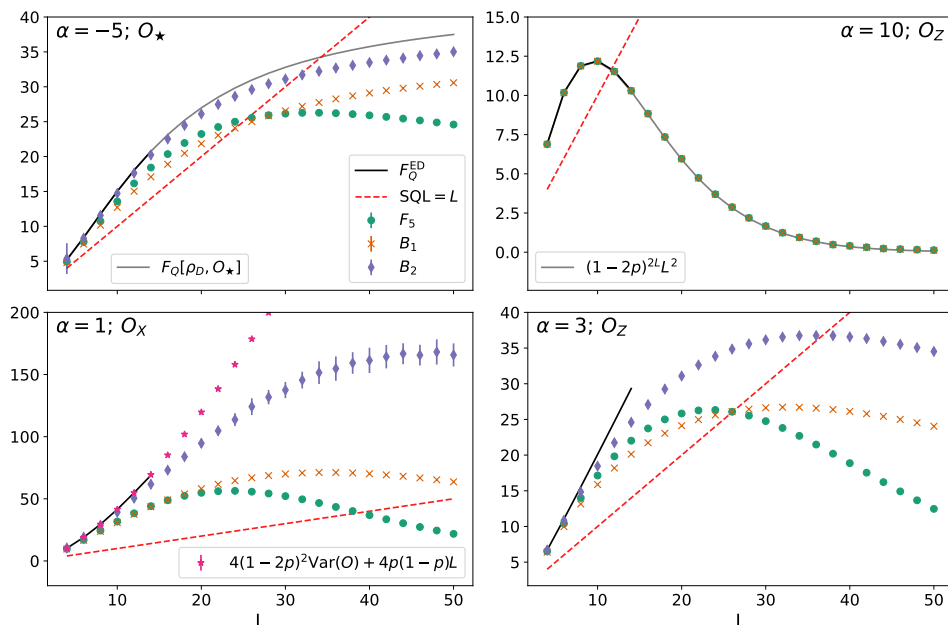 α = −5; O★
40
35
30
25
20
15
10
5
F_Q[ρ_D, O★]
F_Q^ED
SQL = L
F_5
B_1
B_2
α = 10; O_Z
12.5
10.0
7.5
5.0
2.5
0.0
(1 − 2p)^{2L}L^2
α = 1; O_X
200
150
100
50
0
4(1 − 2p)^2Var(O) + 4p(1 − p)L
10 20 30 40 50
α = 3; O_Z
40
35
30
25
20
15
10
5
0 10 20 30 40 50